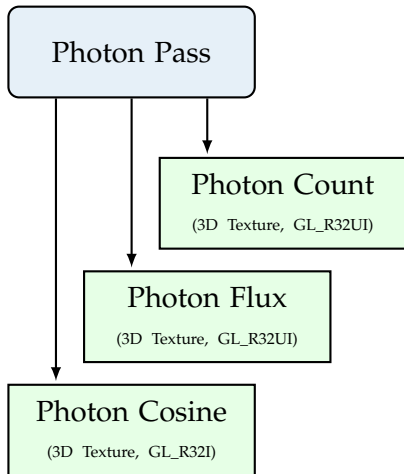 Photon Pass
Photon Count
(3D Texture, GL_R32UI)
Photon Flux
(3D Texture, GL_R32UI)
Photon Cosine
(3D Texture, GL_R32I)